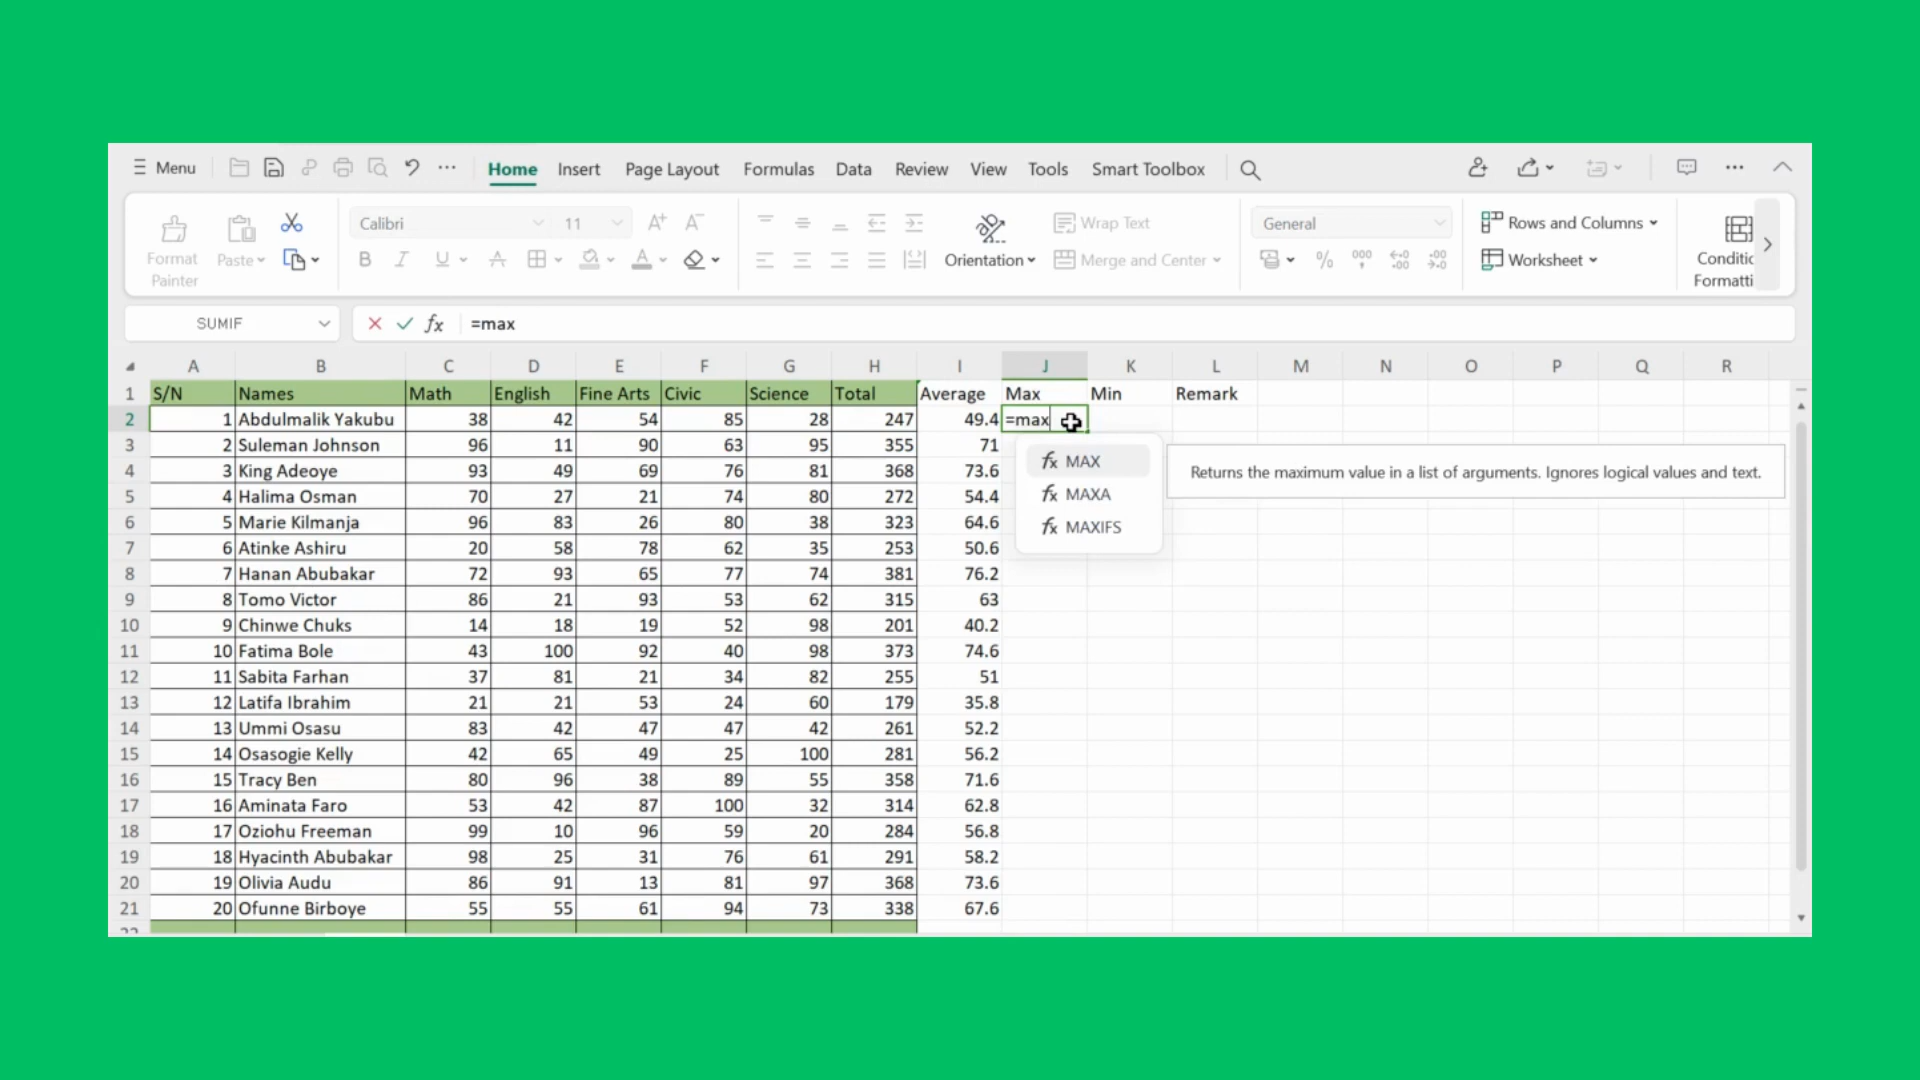 Menu Home Insert Page Layout Formulas Data Review View Tools Smart Toolbox
Format Painter Paste Calibri 11 A+ A- B I U A A Orientation Wrap Text Merge and Center General % 000 Rows and Columns Worksheet Conditic Formatti
SUMIF fx =max
A B C D E F G H I J K L M N O P Q R
1 S/N Names Math English Fine Arts Civic Science Total Average Max Min Remark
2 1 Abdulmalik Yakubu 38 42 54 85 28 247 49.4 =max
3 2 Suleman Johnson 96 11 90 63 95 355 71
4 3 King Adeoye 93 49 69 76 81 368 73.6
5 4 Halima Osman 70 27 21 74 80 272 54.4
6 5 Marie Kilmanja 96 83 26 80 38 323 64.6
7 6 Atinke Ashiru 20 58 78 62 35 253 50.6
8 7 Hanan Abubakar 72 93 65 77 74 381 76.2
9 8 Tomo Victor 86 21 93 53 62 315 63
10 9 Chinwe Chuks 14 18 19 52 98 201 40.2
11 10 Fatima Bole 43 100 92 40 98 373 74.6
12 11 Sabita Farhan 37 81 21 34 82 255 51
13 12 Latifa Ibrahim 21 21 53 24 60 179 35.8
14 13 Ummi Osasu 83 42 47 47 42 261 52.2
15 14 Osasogie Kelly 42 65 49 25 100 281 56.2
16 15 Tracy Ben 80 96 38 89 55 358 71.6
17 16 Aminata Faro 53 42 87 100 32 314 62.8
18 17 Oziohu Freeman 99 10 96 59 20 284 56.8
19 18 Hyacinth Abubakar 98 25 31 76 61 291 58.2
20 19 Olivia Audu 86 91 13 81 97 368 73.6
21 20 Ofunne Birboye 55 55 61 94 73 338 67.6
fx MAX
fx MAXA
fx MAXIFS
Returns the maximum value in a list of arguments. Ignores logical values and text.